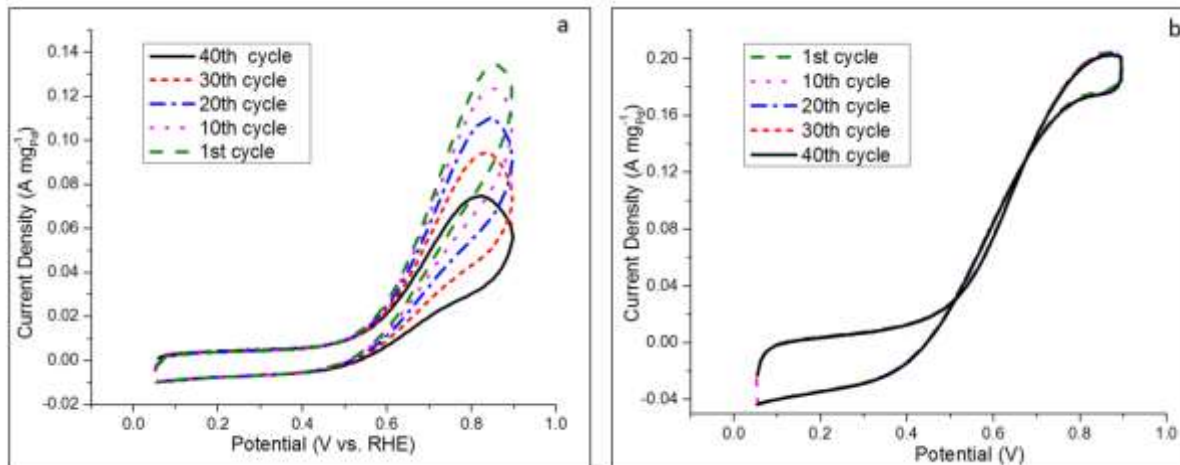 a
0.14
0.12
0.10
0.08
0.06
0.04
0.02
0.00
-0.02
Current Density (A mg⁻¹Pd)
40th cycle
30th cycle
20th cycle
10th cycle
1st cycle
0.0 0.2 0.4 0.6 0.8 1.0
Potential (V vs. RHE)
b
0.20
0.16
0.12
0.08
0.04
0.00
-0.04
Current Density (A mg⁻¹Pd)
1st cycle
10th cycle
20th cycle
30th cycle
40th cycle
0.0 0.2 0.4 0.6 0.8 1.0
Potential (V)